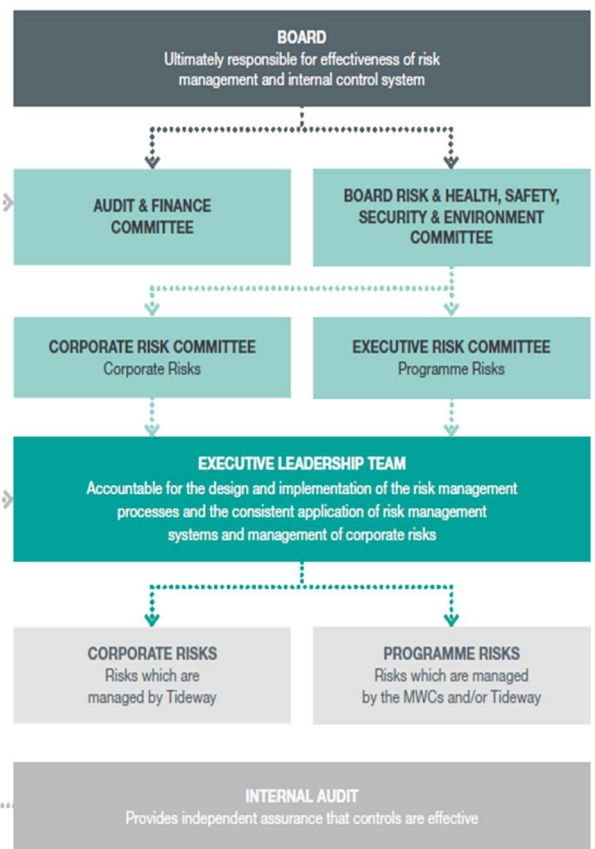 BOARD
Ultimately responsible for effectiveness of risk
management and internal control system
AUDIT & FINANCE
COMMITTEE
BOARD RISK & HEALTH, SAFETY,
SECURITY & ENVIRONMENT
COMMITTEE
CORPORATE RISK COMMITTEE
Corporate Risks
EXECUTIVE RISK COMMITTEE
Programme Risks
EXECUTIVE LEADERSHIP TEAM
Accountable for the design and implementation of the risk management
processes and the consistent application of risk management
systems and management of corporate risks
CORPORATE RISKS
Risks which are
managed by Tideway
PROGRAMME RISKS
Risks which are managed
by the MWCs and/or Tideway
INTERNAL AUDIT
Provides independent assurance that controls are effective